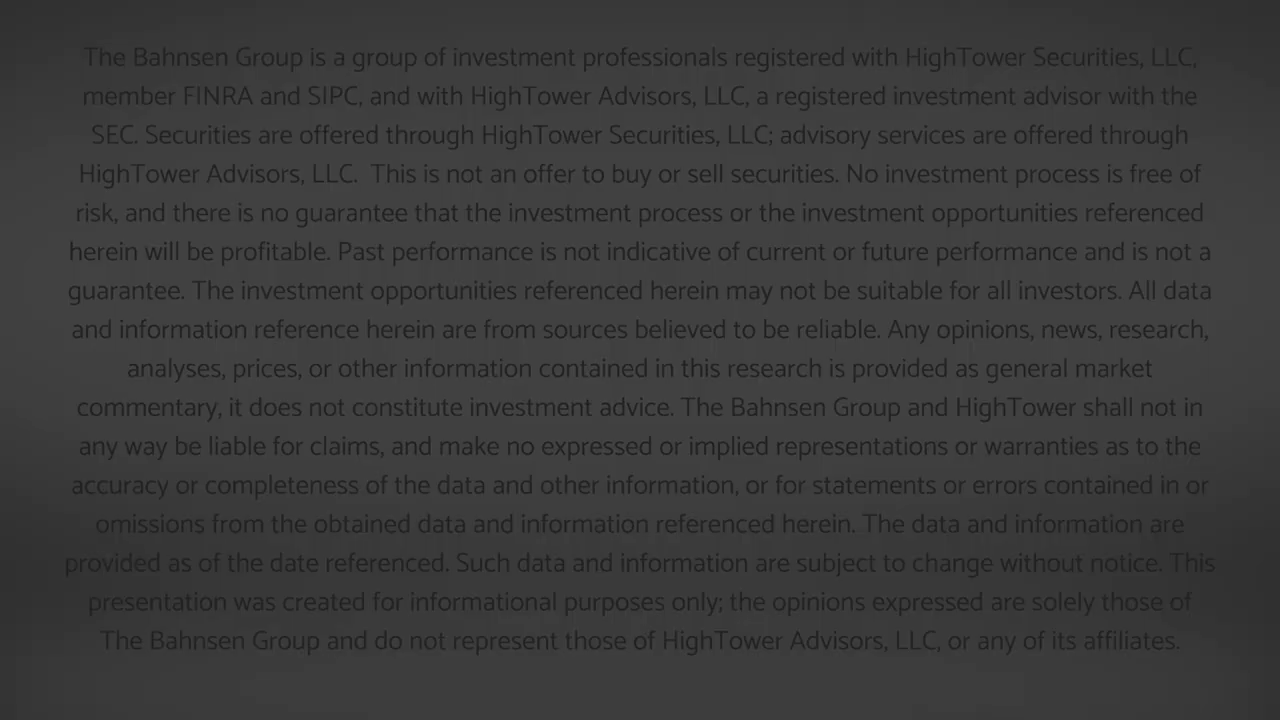 The Bahnsen Group is a group of investment professionals registered with HighTower Securities, LLC,
member FINRA and SIPC, and with HighTower Advisors, LLC, a registered investment advisor with the
SEC. Securities are offered through HighTower Securities, LLC; advisory services are offered through
HighTower Advisors, LLC.  This is not an offer to buy or sell securities. No investment process is free of
risk, and there is no guarantee that the investment process or the investment opportunities referenced
herein will be profitable. Past performance is not indicative of current or future performance and is not a
guarantee. The investment opportunities referenced herein may not be suitable for all investors. All data
and information reference herein are from sources believed to be reliable. Any opinions, news, research,
analyses, prices, or other information contained in this research is provided as general market
commentary, it does not constitute investment advice. The Bahnsen Group and HighTower shall not in
any way be liable for claims, and make no expressed or implied representations or warranties as to the
accuracy or completeness of the data and other information, or for statements or errors contained in or
omissions from the obtained data and information referenced herein. The data and information are
provided as of the date referenced. Such data and information are subject to change without notice. This
presentation was created for informational purposes only; the opinions expressed are solely those of
The Bahnsen Group and do not represent those of HighTower Advisors, LLC, or any of its affiliates.